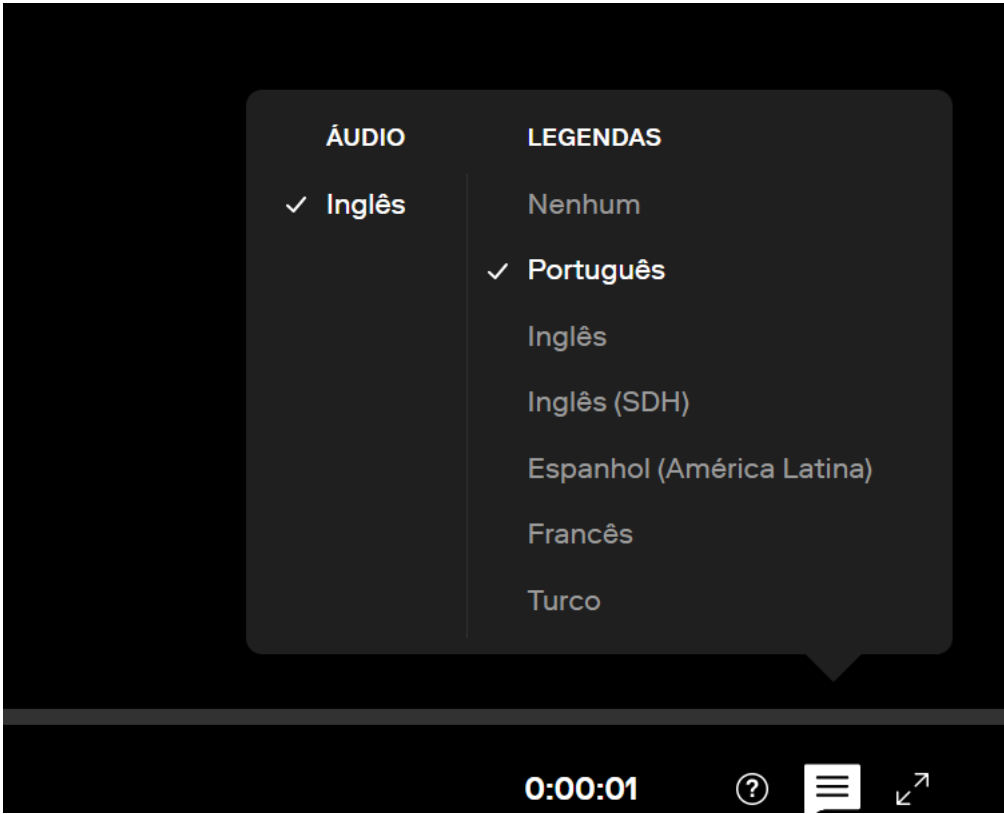 ÁUDIO
Inglês
LEGENDAS
Nenhum
Português
Inglês
Inglês (SDH)
Espanhol (América Latina)
Francês
Turco
0:00:01
?